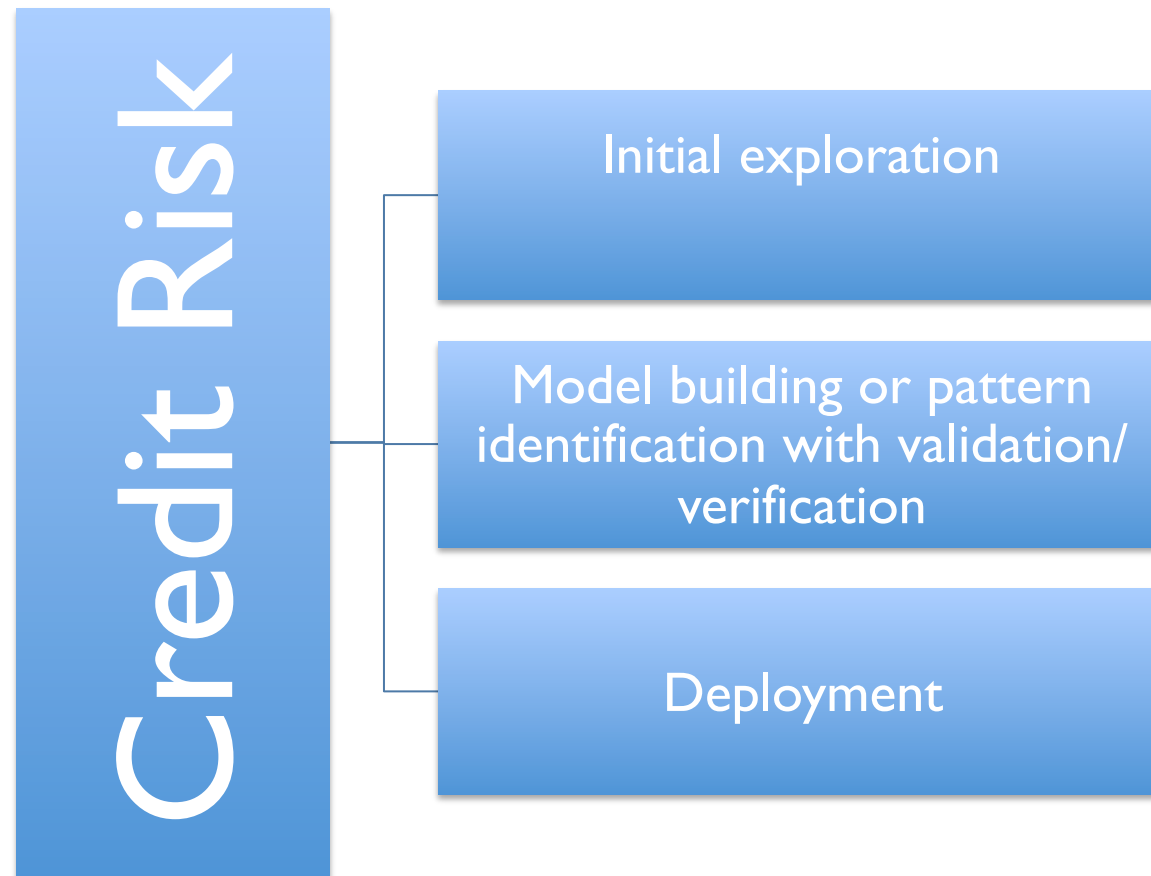 Credit Risk
Initial exploration
Model building or pattern
identification with validation/
verification
Deployment